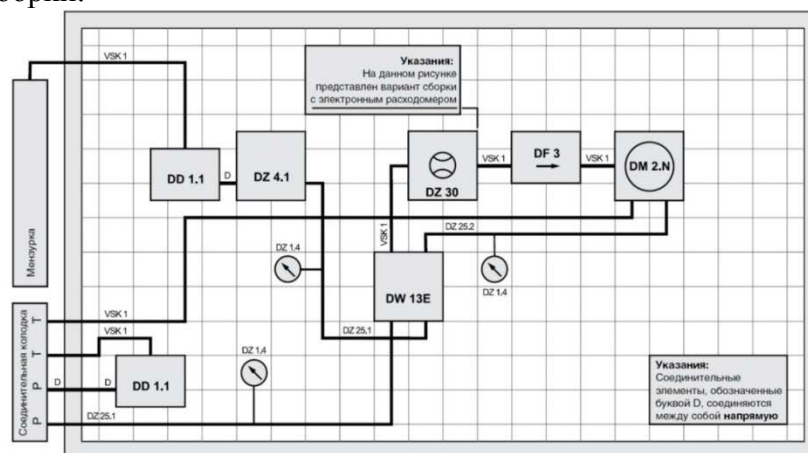 VSK 1
Указания:
На данном рисунке
представлен вариант сборки
с электронным расходомером
Мензурка
DD 1.1
D
DZ 4.1
DZ 30
VSK 1
DF 3
VSK 1
DM 2.N
VSK 1
DZ 25.2
DZ 1.4
DZ 1.4
DW 13E
Соединительная колодка
T
VSK 1
DZ 25.1
T
VSK 1
DZ 1.4
P
D
D
DD 1.1
P
DZ 25.1
Указания:
Соединительные
элементы, обозначенные
буквой D, соединяются
между собой напрямую